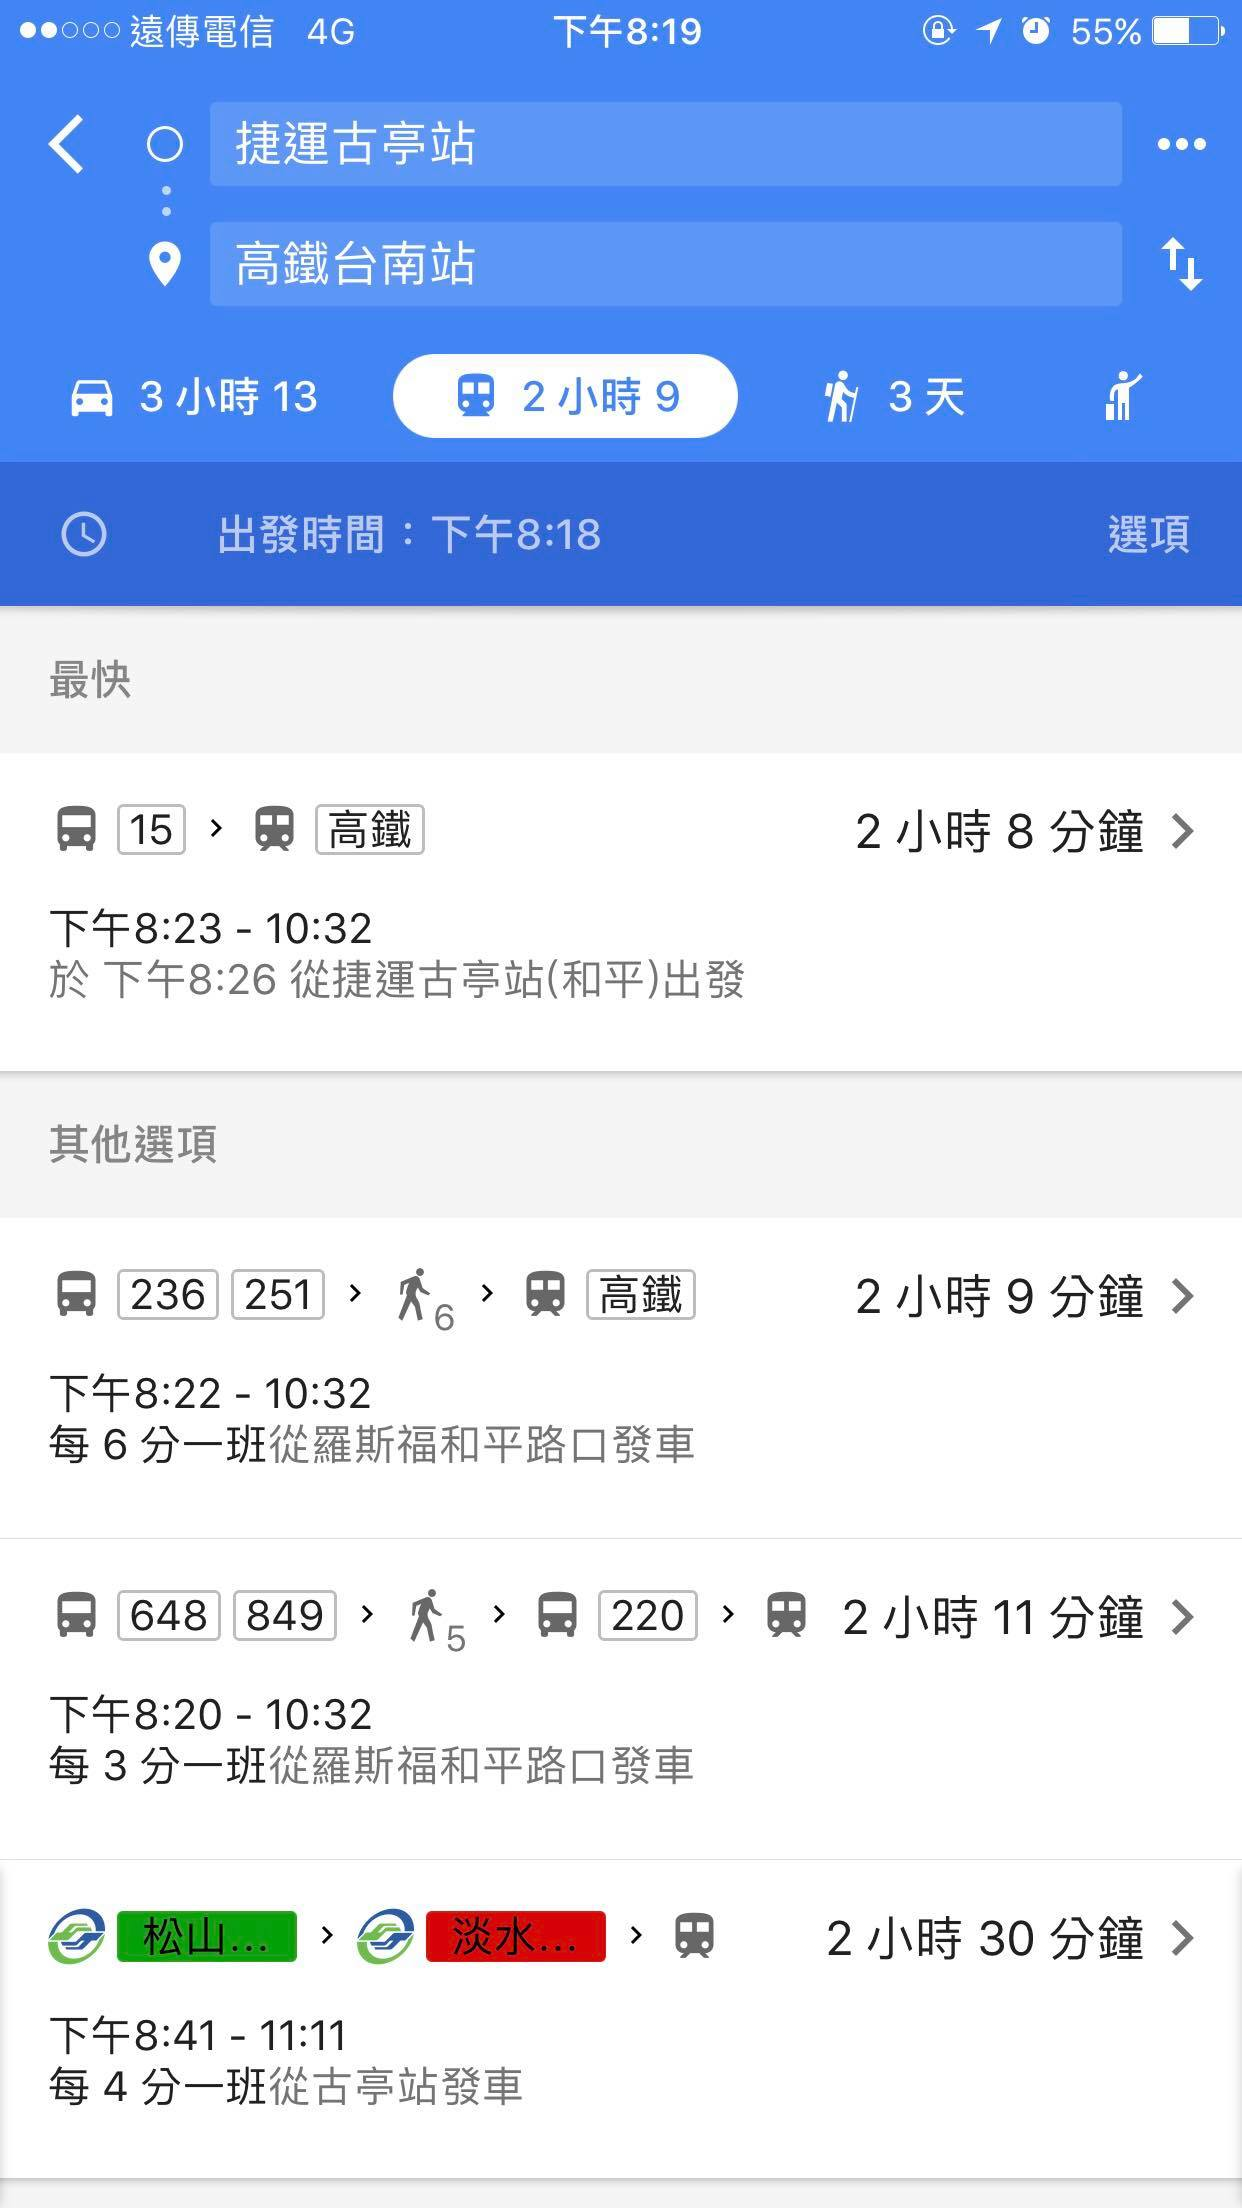 遠傳電信 4G 下午8:19 55%
捷運古亭站
高鐵台南站
3 小時 13 2 小時 9 3 天
出發時間：下午8:18 選項
最快
15 高鐵 2 小時 8 分鐘
下午8:23 - 10:32
於 下午8:26 從捷運古亭站(和平)出發
其他選項
236 251 6 高鐵 2 小時 9 分鐘
下午8:22 - 10:32
每 6 分一班從羅斯福和平路口發車
648 849 5 220 2 小時 11 分鐘
下午8:20 - 10:32
每 3 分一班從羅斯福和平路口發車
松山... 淡水... 2 小時 30 分鐘
下午8:41 - 11:11
每 4 分一班從古亭站發車